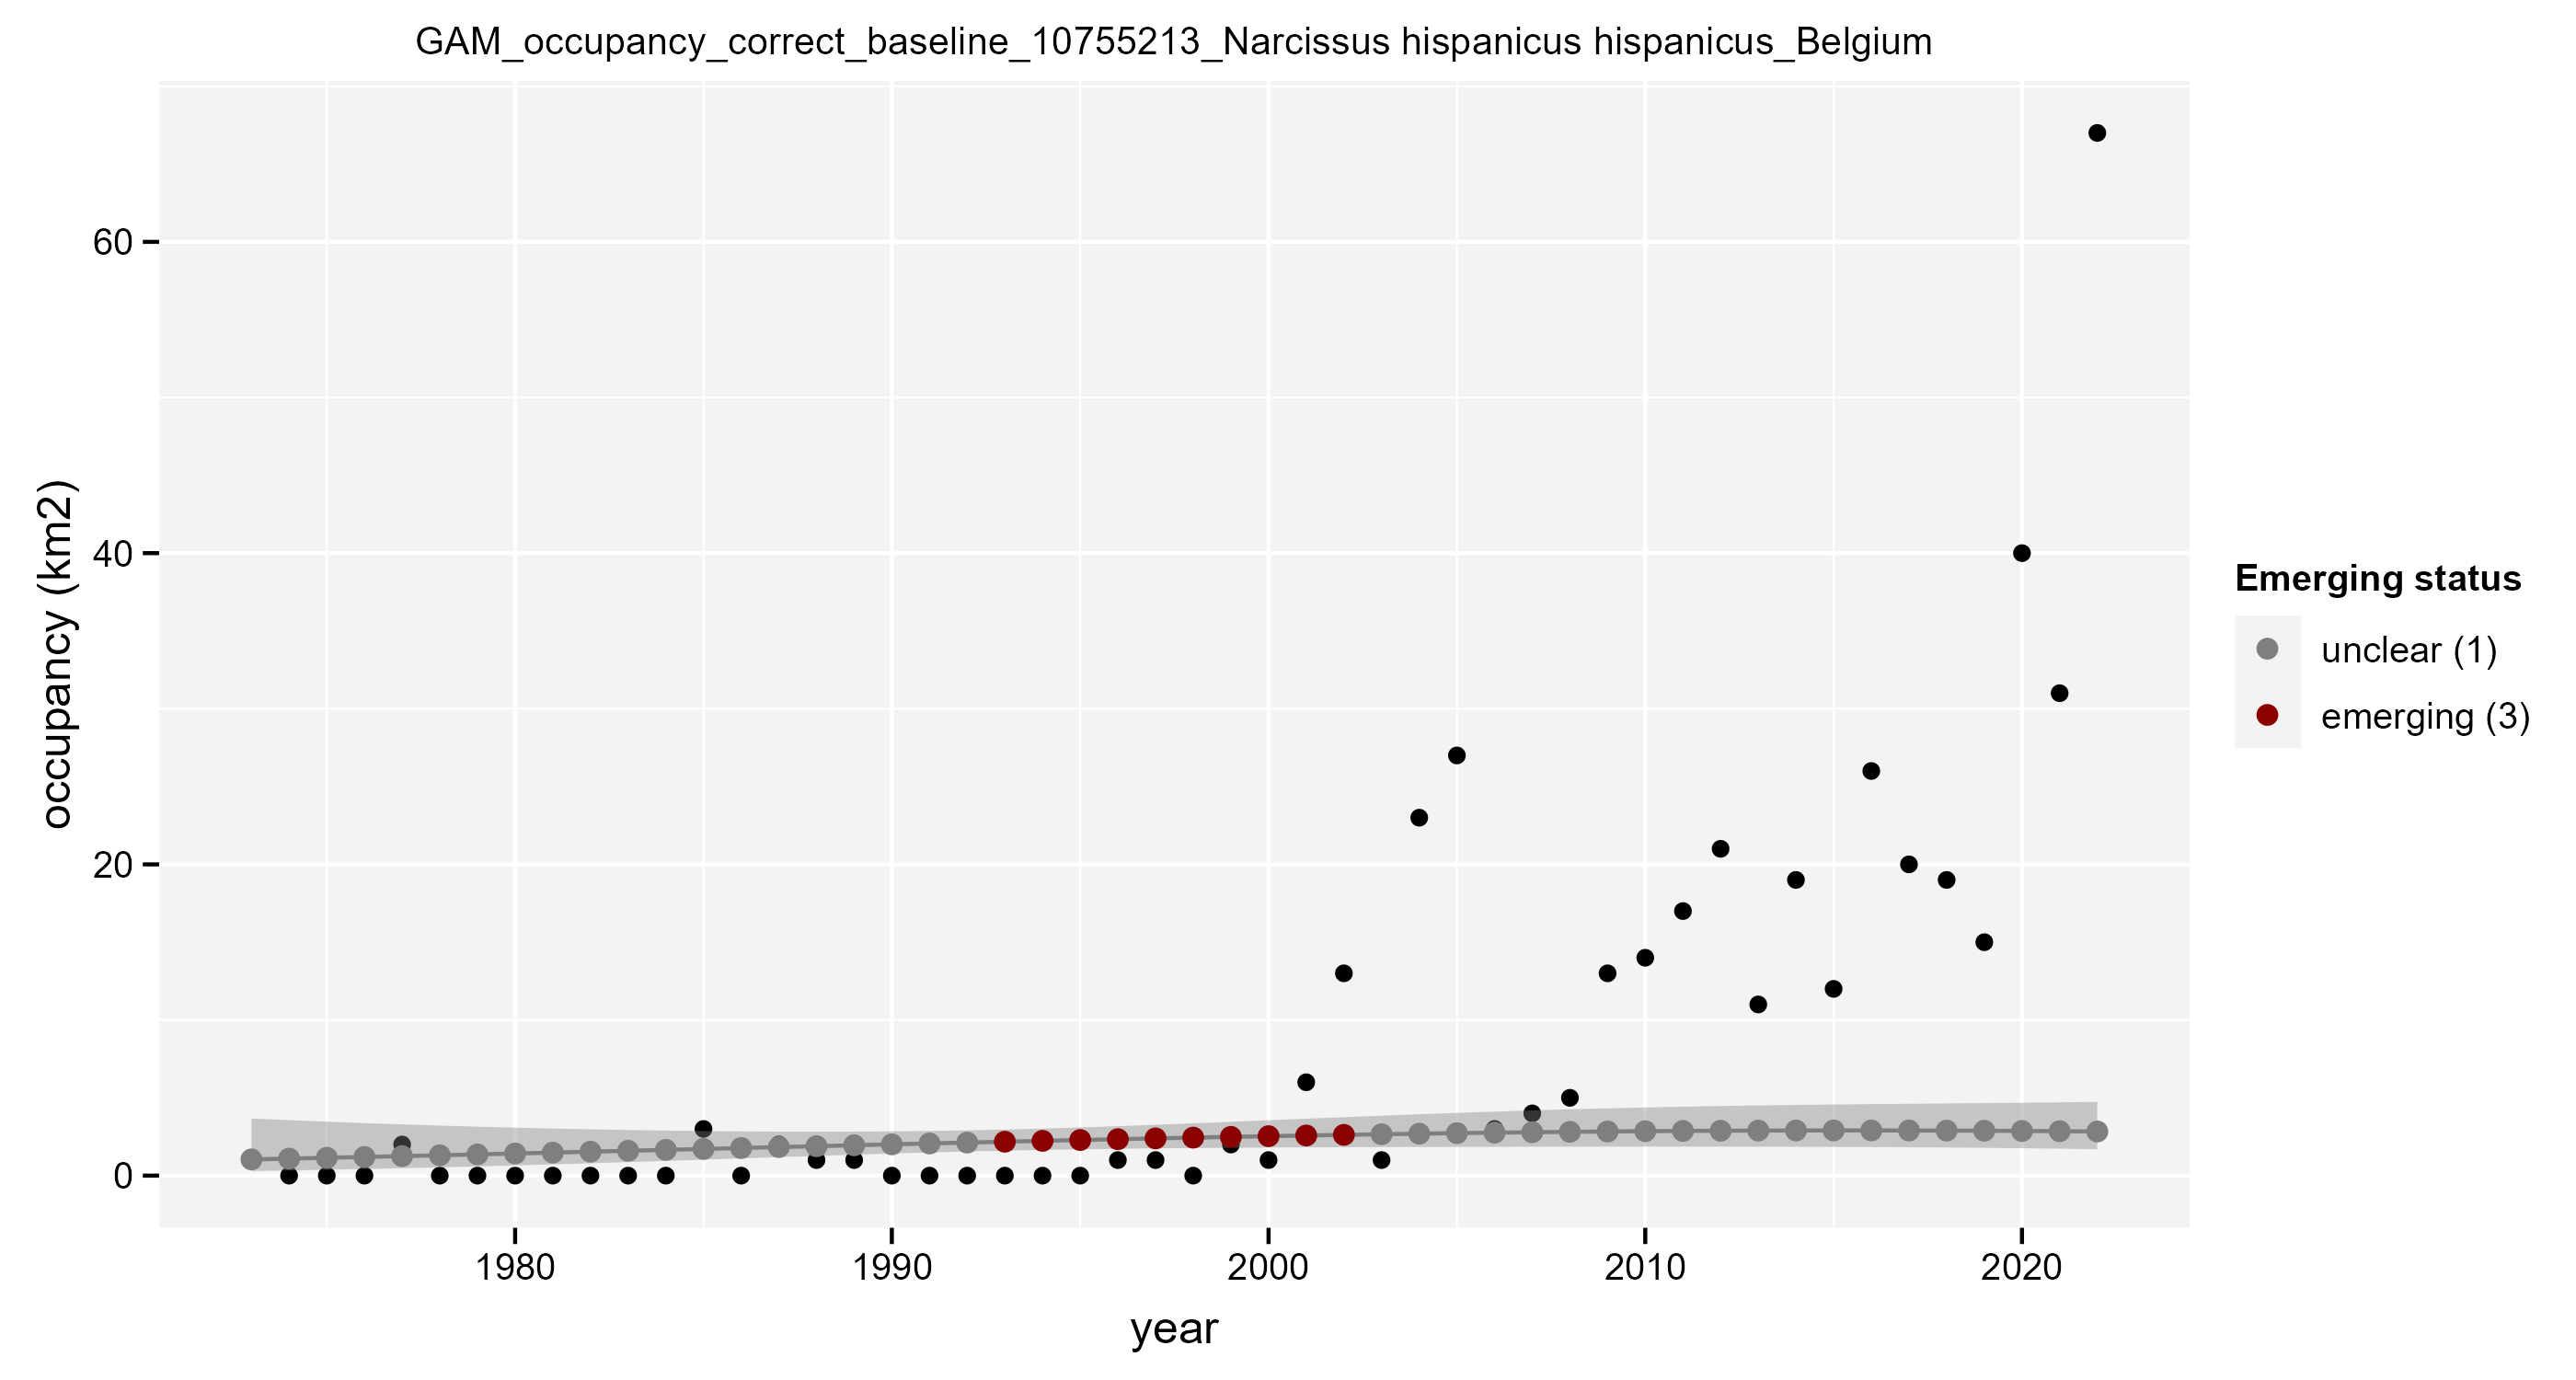 GAM_occupancy_correct_baseline_10755213_Narcissus hispanicus hispanicus_Belgium
occupancy (km2)
60
40
20
0
1980 1990 2000 2010 2020
year
Emerging status
unclear (1)
emerging (3)